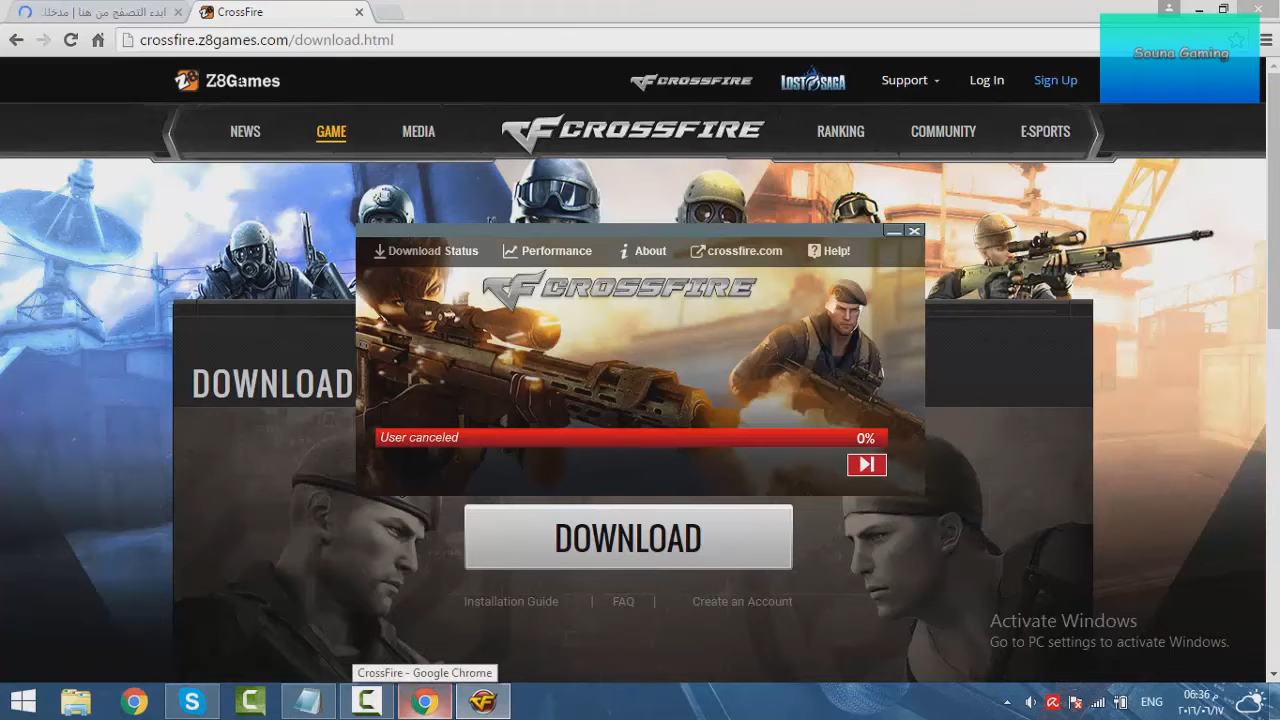 ابدء التصفح من هنا | مدخلك
CrossFire
crossfire.z8games.com/download.html
Souna Gaming
Z8Games
CROSSFIRE
LOST SAGA
Support
Log In
Sign Up
NEWS
GAME
MEDIA
CROSSFIRE
RANKING
COMMUNITY
E-SPORTS
Download Status
Performance
About
crossfire.com
Help!
CROSSFIRE
DOWNLOAD
User canceled
0%
DOWNLOAD
Installation Guide | FAQ | Create an Account
Activate Windows
Go to PC settings to activate Windows.
CrossFire - Google Chrome
ENG
06:36 م
٢٠١٦/٠٦/١٧